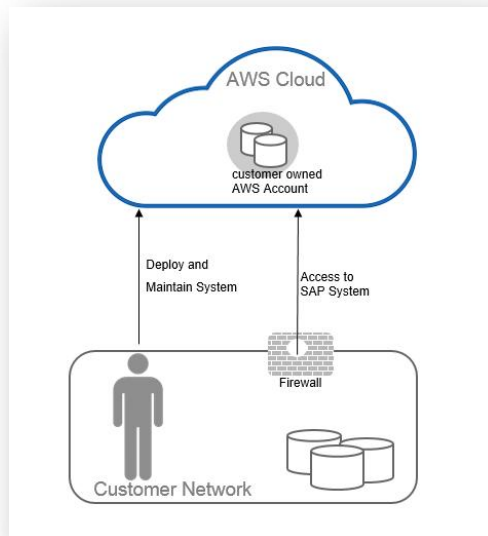 AWS Cloud
customer owned
AWS Account
Deploy and
Maintain System
Access to
SAP System
Firewall
Customer Network